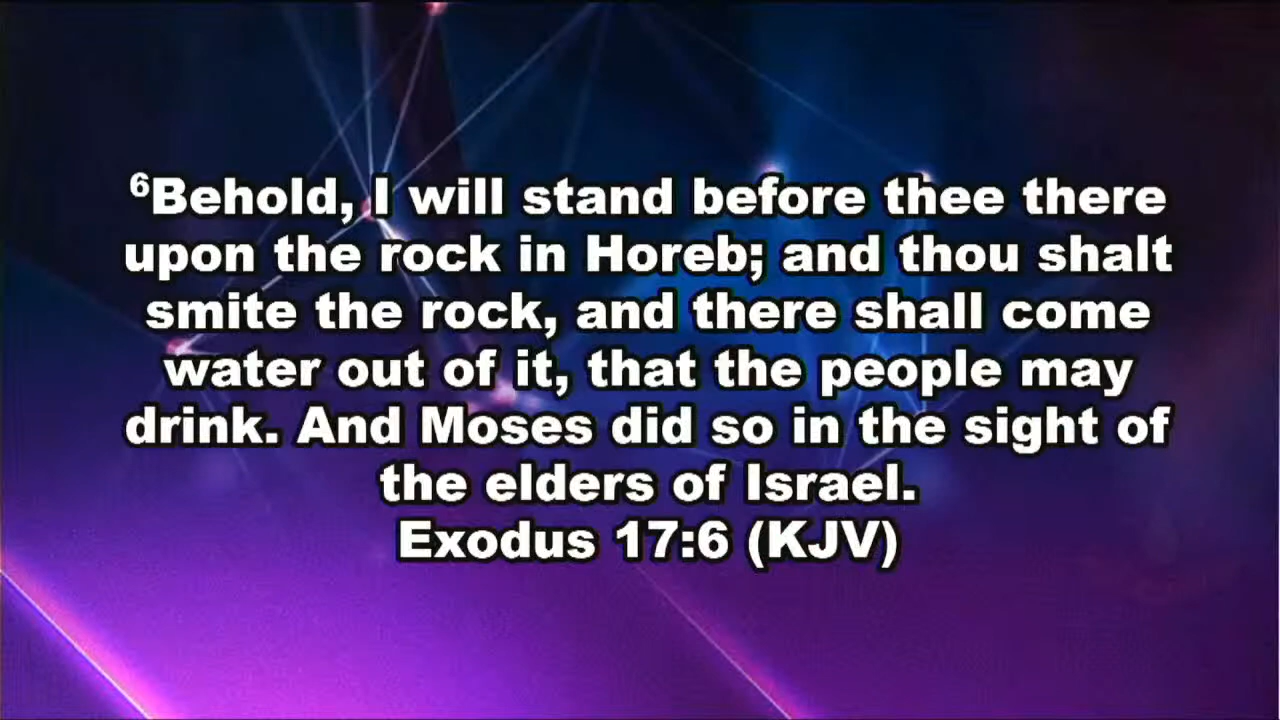 ⁶Behold, I will stand before thee there
upon the rock in Horeb; and thou shalt
smite the rock, and there shall come
water out of it, that the people may
drink. And Moses did so in the sight of
the elders of Israel.
Exodus 17:6 (KJV)